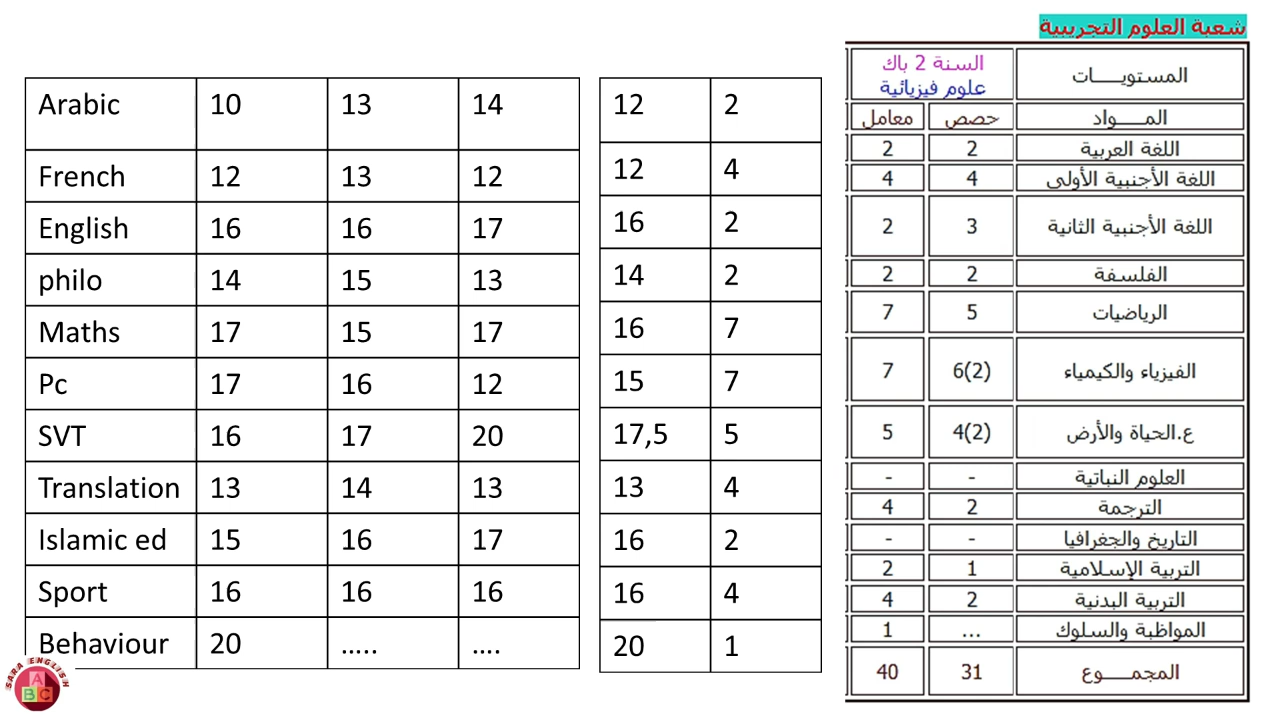 شعبة العلوم التجريبية
Arabic 10 13 14
French 12 13 12
English 16 16 17
philo 14 15 13
Maths 17 15 17
Pc 17 16 12
SVT 16 17 20
Translation 13 14 13
Islamic ed 15 16 17
Sport 16 16 16
Behaviour 20 ..... ....
12 2
12 4
16 2
14 2
16 7
15 7
17,5 5
13 4
16 2
16 4
20 1
المستويـــات السنة 2 باك
علوم فيزيائية
المـــواد حصص معامل
اللغة العربية 2 2
اللغة الأجنبية الأولى 4 4
اللغة الأجنبية الثانية 3 2
الفلسفة 2 2
الرياضيات 5 7
الفيزياء والكيمياء 6(2) 7
ع.الحياة والأرض 4(2) 5
العلوم النباتية - -
الترجمة 2 4
التاريخ والجغرافيا - -
التربية الإسلامية 1 2
التربية البدنية 2 4
المواظبة والسلوك ... 1
المجمـــوع 31 40
SARA ENGLISH
A
B C